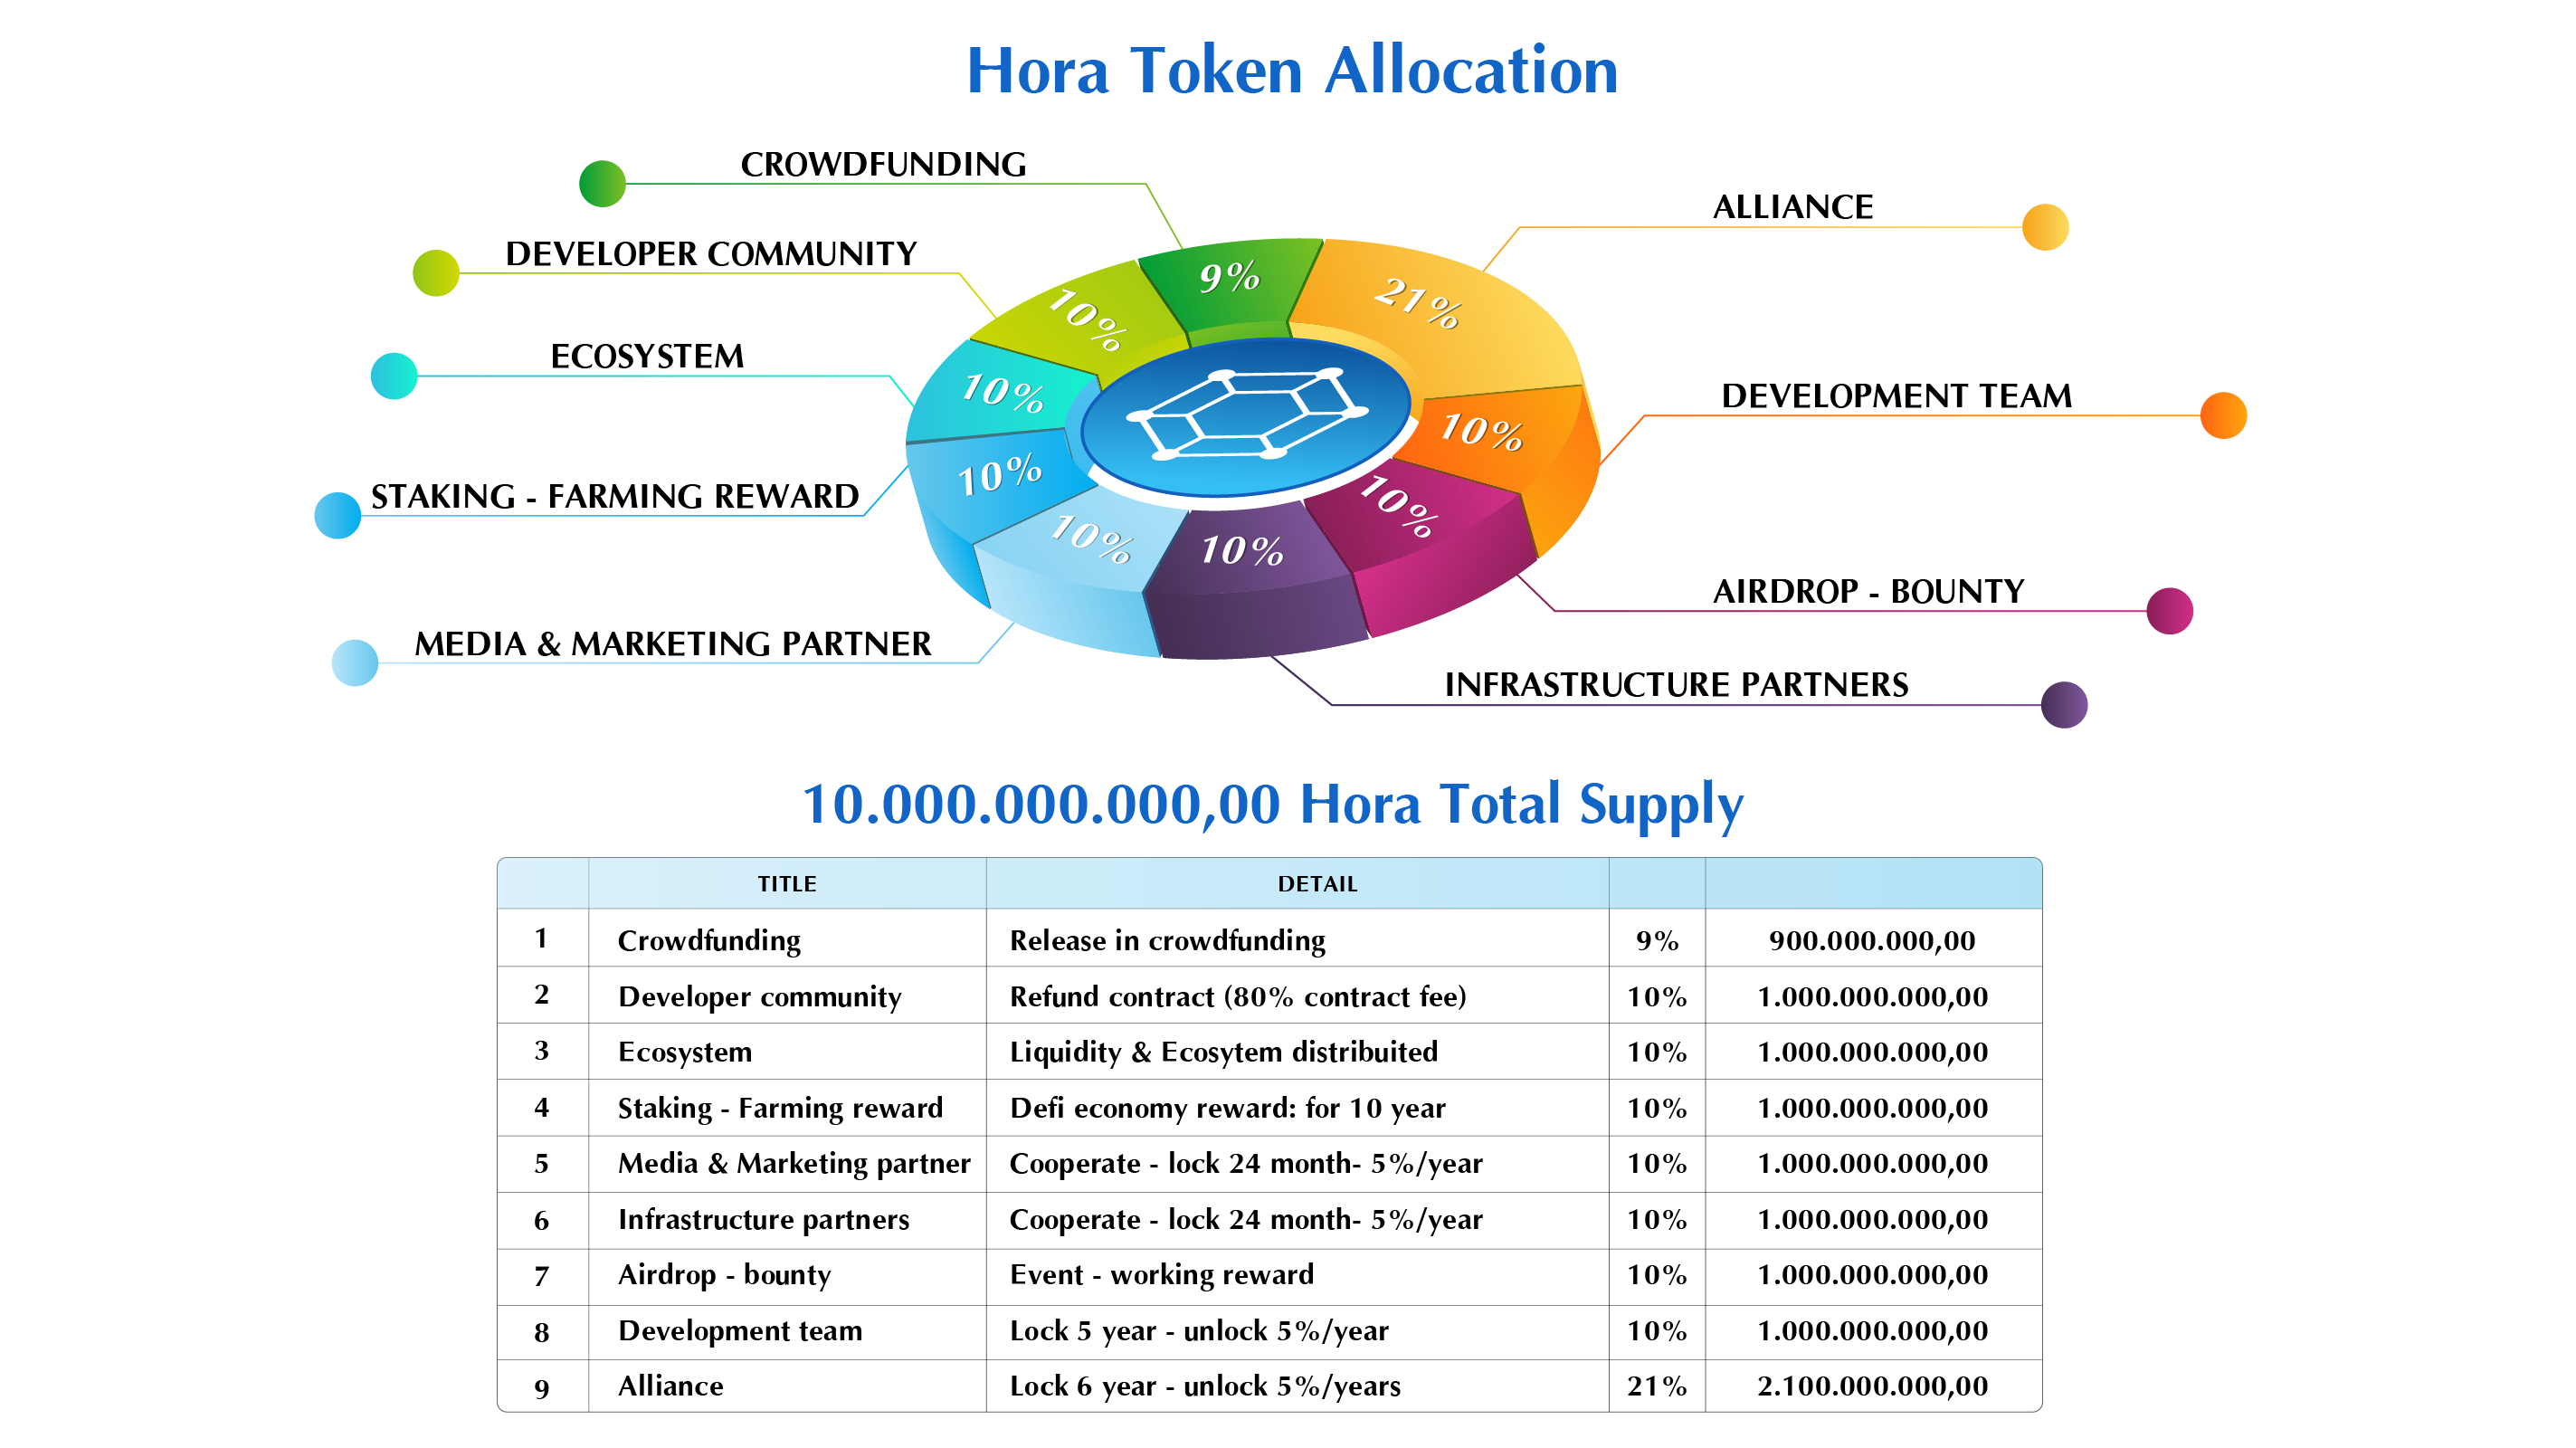 Hora Token Allocation
CROWDFUNDING
ALLIANCE
DEVELOPER COMMUNITY
9%
21%
10%
ECOSYSTEM
10%
DEVELOPMENT TEAM
10%
STAKING - FARMING REWARD
10%
10%
10%
10%
AIRDROP - BOUNTY
MEDIA & MARKETING PARTNER
INFRASTRUCTURE PARTNERS
10.000.000.000,00 Hora Total Supply
TITLE DETAIL
1 Crowdfunding Release in crowdfunding 9% 900.000.000,00
2 Developer community Refund contract (80% contract fee) 10% 1.000.000.000,00
3 Ecosystem Liquidity & Ecosytem distribuited 10% 1.000.000.000,00
4 Staking - Farming reward Defi economy reward: for 10 year 10% 1.000.000.000,00
5 Media & Marketing partner Cooperate - lock 24 month- 5%/year 10% 1.000.000.000,00
6 Infrastructure partners Cooperate - lock 24 month- 5%/year 10% 1.000.000.000,00
7 Airdrop - bounty Event - working reward 10% 1.000.000.000,00
8 Development team Lock 5 year - unlock 5%/year 10% 1.000.000.000,00
9 Alliance Lock 6 year - unlock 5%/years 21% 2.100.000.000,00